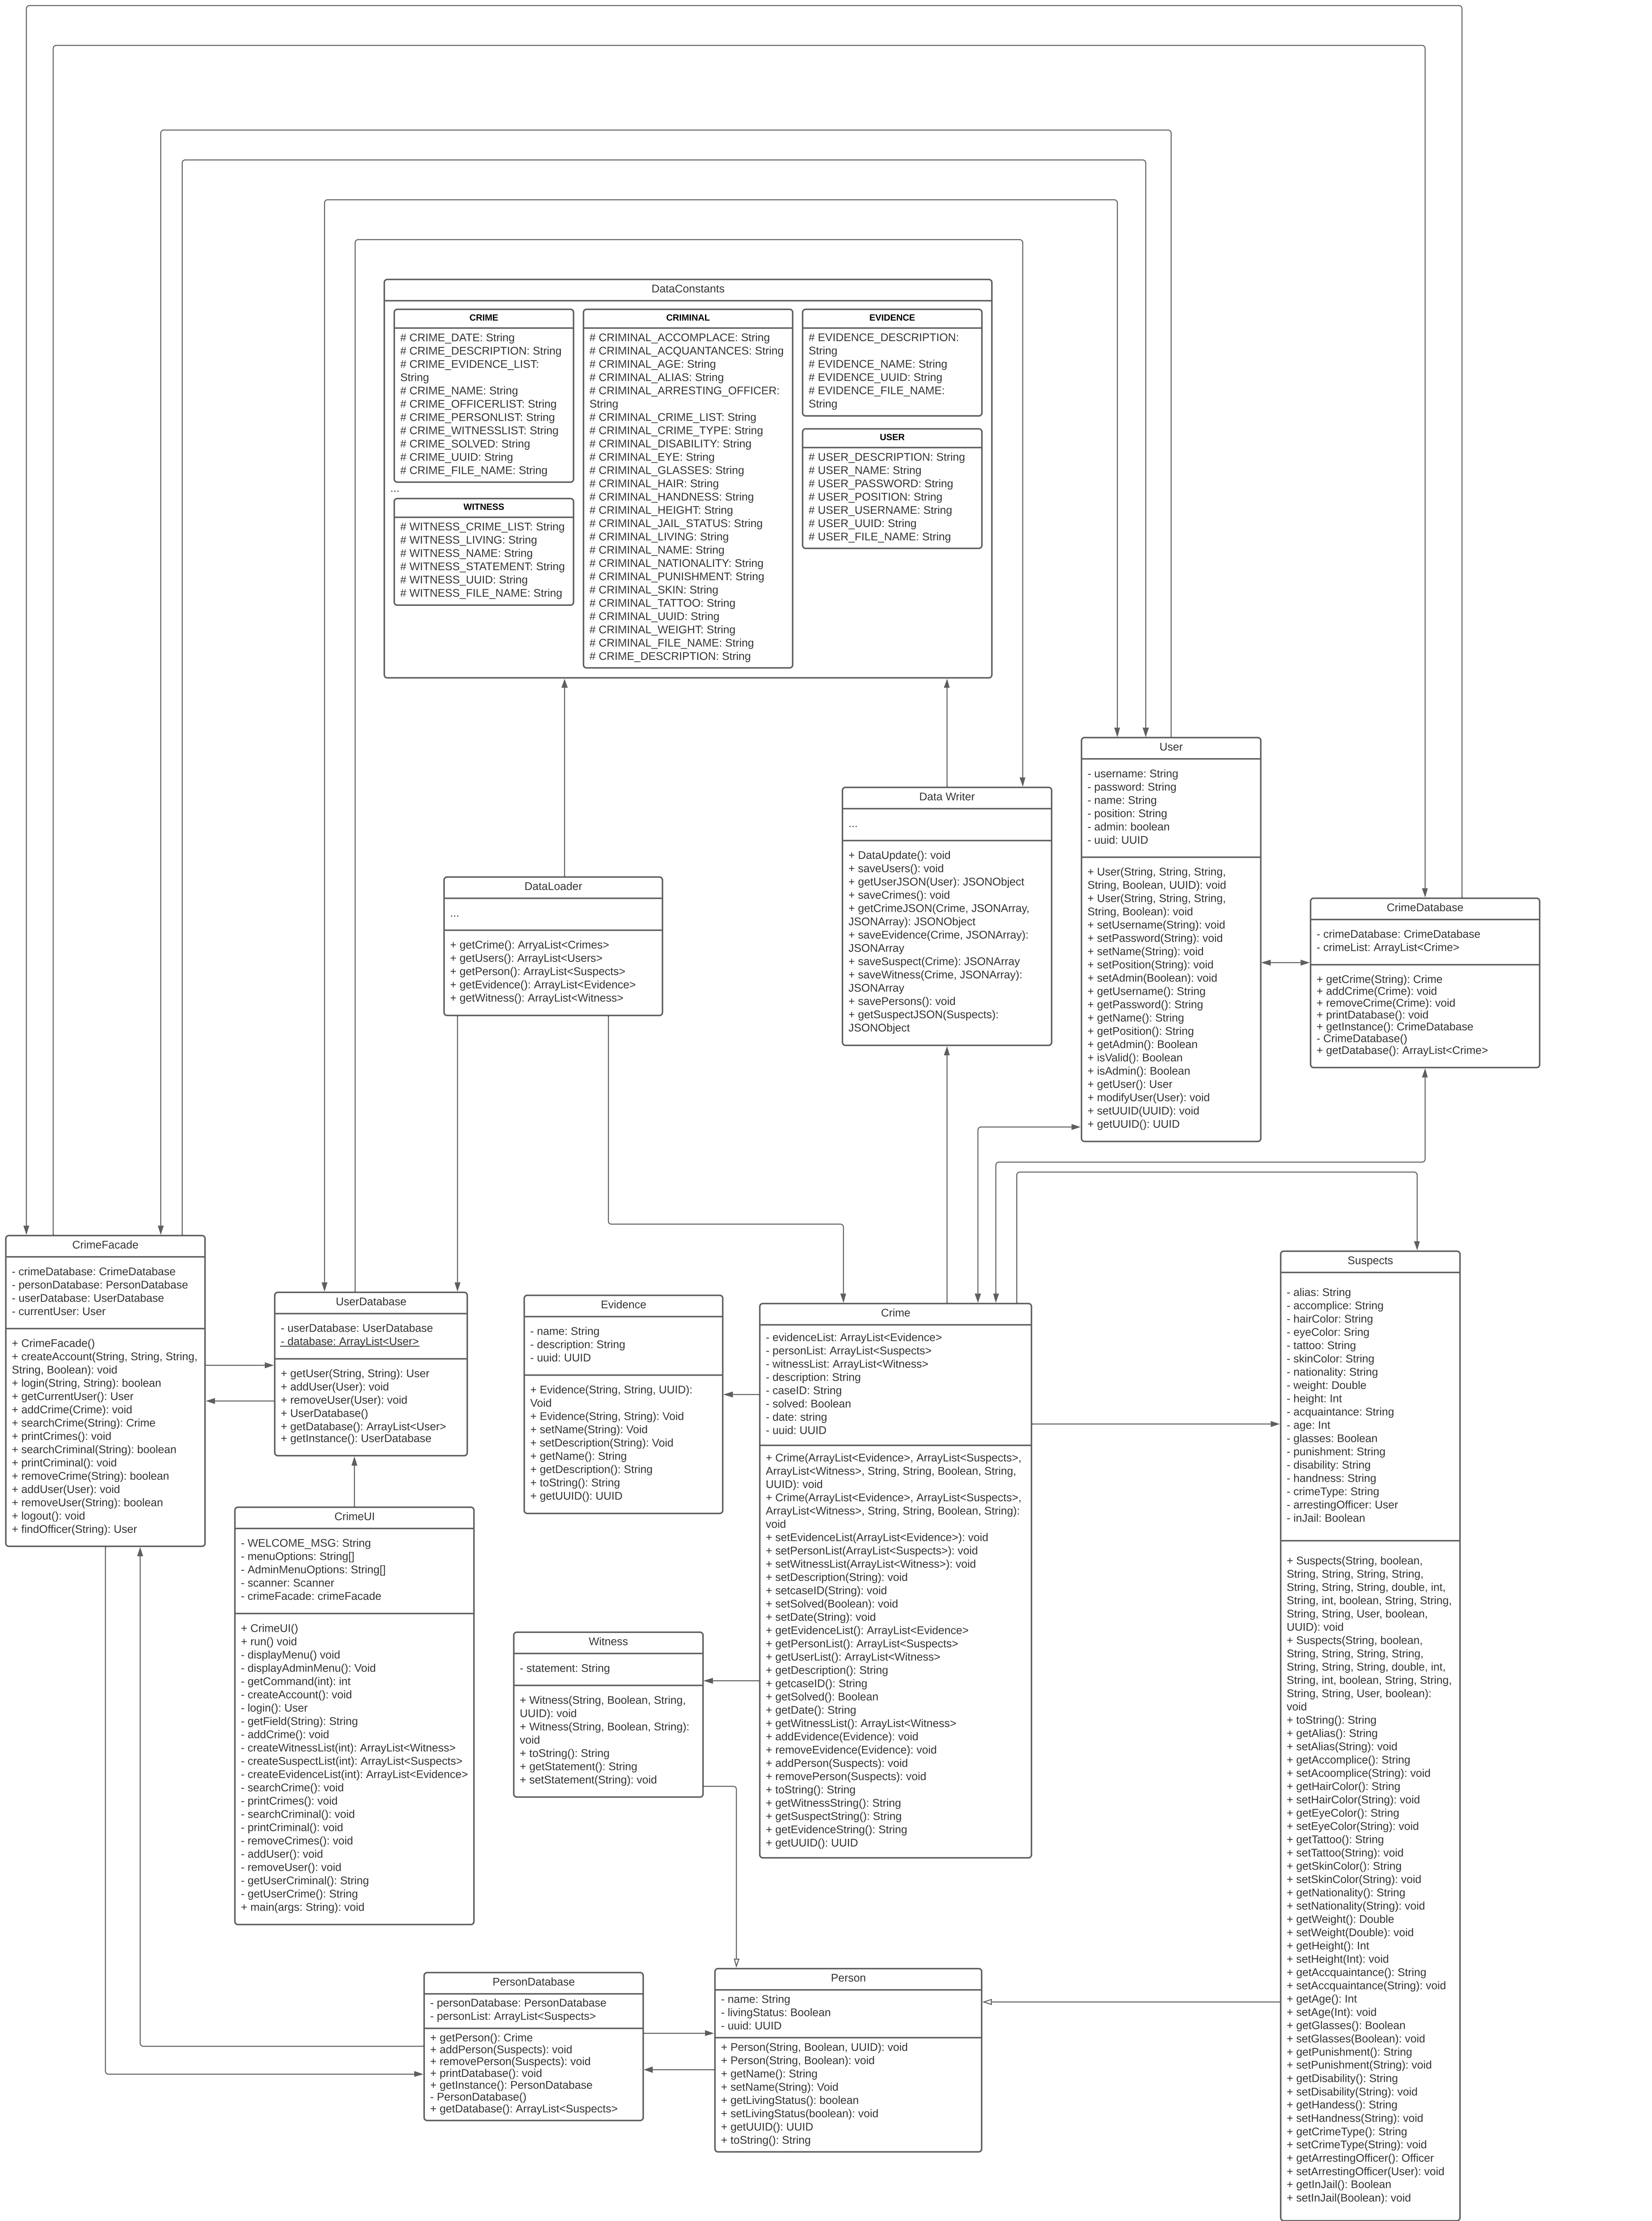 DataConstants
CRIME
# CRIME_DATE: String
# CRIME_DESCRIPTION: String
# CRIME_EVIDENCE_LIST:
String
# CRIME_NAME: String
# CRIME_OFFICERLIST: String
# CRIME_PERSONLIST: String
# CRIME_WITNESSLIST: String
# CRIME_SOLVED: String
# CRIME_UUID: String
# CRIME_FILE_NAME: String
...
WITNESS
# WITNESS_CRIME_LIST: String
# WITNESS_LIVING: String
# WITNESS_NAME: String
# WITNESS_STATEMENT: String
# WITNESS_UUID: String
# WITNESS_FILE_NAME: String
CRIMINAL
# CRIMINAL_ACCOMPLACE: String
# CRIMINAL_ACQUANTANCES: String
# CRIMINAL_AGE: String
# CRIMINAL_ALIAS: String
# CRIMINAL_ARRESTING_OFFICER:
String
# CRIMINAL_CRIME_LIST: String
# CRIMINAL_CRIME_TYPE: String
# CRIMINAL_DISABILITY: String
# CRIMINAL_EYE: String
# CRIMINAL_GLASSES: String
# CRIMINAL_HAIR: String
# CRIMINAL_HANDNESS: String
# CRIMINAL_HEIGHT: String
# CRIMINAL_JAIL_STATUS: String
# CRIMINAL_LIVING: String
# CRIMINAL_NAME: String
# CRIMINAL_NATIONALITY: String
# CRIMINAL_PUNISHMENT: String
# CRIMINAL_SKIN: String
# CRIMINAL_TATTOO: String
# CRIMINAL_UUID: String
# CRIMINAL_WEIGHT: String
# CRIMINAL_FILE_NAME: String
# CRIME_DESCRIPTION: String
EVIDENCE
# EVIDENCE_DESCRIPTION:
String
# EVIDENCE_NAME: String
# EVIDENCE_UUID: String
# EVIDENCE_FILE_NAME:
String
USER
# USER_DESCRIPTION: String
# USER_NAME: String
# USER_PASSWORD: String
# USER_POSITION: String
# USER_USERNAME: String
# USER_UUID: String
# USER_FILE_NAME: String
User
- username: String
- password: String
- name: String
- position: String
- admin: boolean
- uuid: UUID
+ User(String, String, String,
String, Boolean, UUID): void
+ User(String, String, String,
String, Boolean): void
+ setUsername(String): void
+ setPassword(String): void
+ setName(String): void
+ setPosition(String): void
+ setAdmin(Boolean): void
+ getUsername(): String
+ getPassword(): String
+ getName(): String
+ getPosition(): String
+ getAdmin(): Boolean
+ isValid(): Boolean
+ isAdmin(): Boolean
+ getUser(): User
+ modifyUser(User): void
+ setUUID(UUID): void
+ getUUID(): UUID
Data Writer
...
+ DataUpdate(): void
+ saveUsers(): void
+ getUserJSON(User): JSONObject
+ saveCrimes(): void
+ getCrimeJSON(Crime, JSONArray,
JSONArray): JSONObject
+ saveEvidence(Crime, JSONArray):
JSONArray
+ saveSuspect(Crime): JSONArray
+ saveWitness(Crime, JSONArray):
JSONArray
+ savePersons(): void
+ getSuspectJSON(Suspects):
JSONObject
DataLoader
...
+ getCrime(): ArryaList<Crimes>
+ getUsers(): ArrayList<Users>
+ getPerson(): ArrayList<Suspects>
+ getEvidence(): ArrayList<Evidence>
+ getWitness(): ArrayList<Witness>
CrimeDatabase
- crimeDatabase: CrimeDatabase
- crimeList: ArrayList<Crime>
+ getCrime(String): Crime
+ addCrime(Crime): void
+ removeCrime(Crime): void
+ printDatabase(): void
+ getInstance(): CrimeDatabase
- CrimeDatabase()
+ getDatabase(): ArrayList<Crime>
CrimeFacade
- crimeDatabase: CrimeDatabase
- personDatabase: PersonDatabase
- userDatabase: UserDatabase
- currentUser: User
+ CrimeFacade()
+ createAccount(String, String, String,
String, Boolean): void
+ login(String, String): boolean
+ getCurrentUser(): User
+ addCrime(Crime): void
+ searchCrime(String): Crime
+ printCrimes(): void
+ searchCriminal(String): boolean
+ printCriminal(): void
+ removeCrime(String): boolean
+ addUser(User): void
+ removeUser(String): boolean
+ logout(): void
+ findOfficer(String): User
UserDatabase
- userDatabase: UserDatabase
- database: ArrayList<User>
+ getUser(String, String): User
+ addUser(User): void
+ removeUser(User): void
+ UserDatabase()
+ getDatabase(): ArrayList<User>
+ getInstance(): UserDatabase
Evidence
- name: String
- description: String
- uuid: UUID
+ Evidence(String, String, UUID):
Void
+ Evidence(String, String): Void
+ setName(String): Void
+ setDescription(String): Void
+ getName(): String
+ getDescription(): String
+ toString(): String
+ getUUID(): UUID
Crime
- evidenceList: ArrayList<Evidence>
- personList: ArrayList<Suspects>
- witnessList: ArrayList<Witness>
- description: String
- caseID: String
- solved: Boolean
- date: string
- uuid: UUID
+ Crime(ArrayList<Evidence>, ArrayList<Suspects>,
ArrayList<Witness>, String, String, Boolean, String,
UUID): void
+ Crime(ArrayList<Evidence>, ArrayList<Suspects>,
ArrayList<Witness>, String, String, Boolean, String):
void
+ setEvidenceList(ArrayList<Evidence>): void
+ setPersonList(ArrayList<Suspects>): void
+ setWitnessList(ArrayList<Witness>): void
+ setDescription(String): void
+ setcaseID(String): void
+ setSolved(Boolean): void
+ setDate(String): void
+ getEvidenceList(): ArrayList<Evidence>
+ getPersonList(): ArrayList<Suspects>
+ getUserList(): ArrayList<Witness>
+ getDescription(): String
+ getcaseID(): String
+ getSolved(): Boolean
+ getDate(): String
+ getWitnessList(): ArrayList<Witness>
+ addEvidence(Evidence): void
+ removeEvidence(Evidence): void
+ addPerson(Suspects): void
+ removePerson(Suspects): void
+ toString(): String
+ getWitnessString(): String
+ getSuspectString(): String
+ getEvidenceString(): String
+ getUUID(): UUID
Suspects
- alias: String
- accomplice: String
- hairColor: String
- eyeColor: Sring
- tattoo: String
- skinColor: String
- nationality: String
- weight: Double
- height: Int
- acquaintance: String
- age: Int
- glasses: Boolean
- punishment: String
- disability: String
- handness: String
- crimeType: String
- arrestingOfficer: User
- inJail: Boolean
+ Suspects(String, boolean,
String, String, String, String,
String, String, String, double, int,
String, int, boolean, String, String,
String, String, User, boolean,
UUID): void
+ Suspects(String, boolean,
String, String, String, String,
String, String, String, double, int,
String, int, boolean, String, String,
String, String, User, boolean):
void
+ toString(): String
+ getAlias(): String
+ setAlias(String): void
+ getAccomplice(): String
+ setAcoomplice(String): void
+ getHairColor(): String
+ setHairColor(String): void
+ getEyeColor(): String
+ setEyeColor(String): void
+ getTattoo(): String
+ setTattoo(String): void
+ getSkinColor(): String
+ setSkinColor(String): void
+ getNationality(): String
+ setNationality(String): void
+ getWeight(): Double
+ setWeight(Double): void
+ getHeight(): Int
+ setHeight(Int): void
+ getAccquaintance(): String
+ setAccquaintance(String): void
+ getAge(): Int
+ setAge(Int): void
+ getGlasses(): Boolean
+ setGlasses(Boolean): void
+ getPunishment(): String
+ setPunishment(String): void
+ getDisability(): String
+ setDisability(String): void
+ getHandess(): String
+ setHandness(String): void
+ getCrimeType(): String
+ setCrimeType(String): void
+ getArrestingOfficer(): Officer
+ setArrestingOfficer(User): void
+ getInJail(): Boolean
+ setInJail(Boolean): void
CrimeUI
- WELCOME_MSG: String
- menuOptions: String[]
- AdminMenuOptions: String[]
- scanner: Scanner
- crimeFacade: crimeFacade
+ CrimeUI()
+ run() void
- displayMenu() void
- displayAdminMenu(): Void
- getCommand(int): int
- createAccount(): void
- login(): User
- getField(String): String
- addCrime(): void
- createWitnessList(int): ArrayList<Witness>
- createSuspectList(int): ArrayList<Suspects>
- createEvidenceList(int): ArrayList<Evidence>
- searchCrime(): void
- printCrimes(): void
- searchCriminal(): void
- printCriminal(): void
- removeCrimes(): void
- addUser(): void
- removeUser(): void
- getUserCriminal(): String
- getUserCrime(): String
+ main(args: String): void
Witness
- statement: String
+ Witness(String, Boolean, String,
UUID): void
+ Witness(String, Boolean, String):
void
+ toString(): String
+ getStatement(): String
+ setStatement(String): void
PersonDatabase
- personDatabase: PersonDatabase
- personList: ArrayList<Suspects>
+ getPerson(): Crime
+ addPerson(Suspects): void
+ removePerson(Suspects): void
+ printDatabase(): void
+ getInstance(): PersonDatabase
- PersonDatabase()
+ getDatabase(): ArrayList<Suspects>
Person
- name: String
- livingStatus: Boolean
- uuid: UUID
+ Person(String, Boolean, UUID): void
+ Person(String, Boolean): void
+ getName(): String
+ setName(String): Void
+ getLivingStatus(): boolean
+ setLivingStatus(boolean): void
+ getUUID(): UUID
+ toString(): String